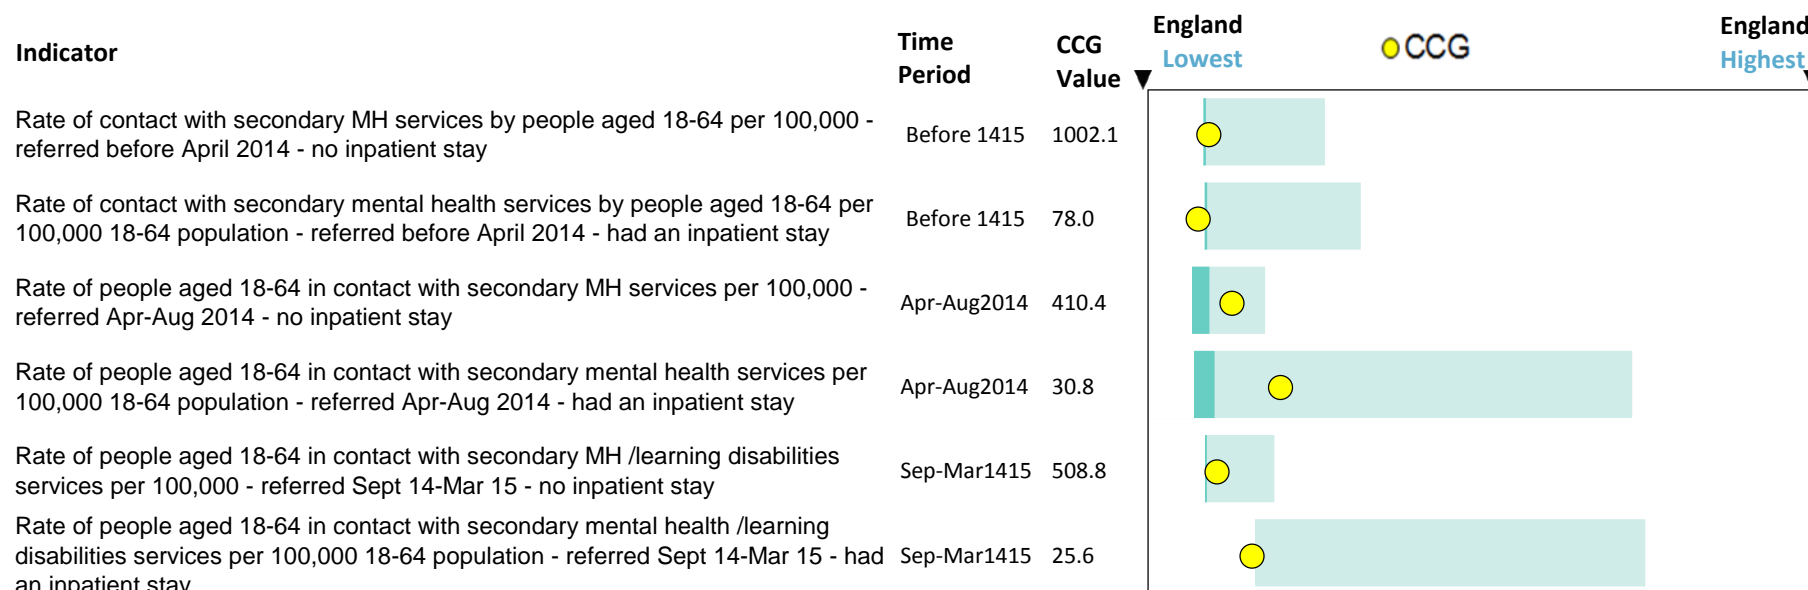 Indicator
Time
Period
CCG
Value
England
Lowest
CCG
England
Highest
Rate of contact with secondary MH services by people aged 18-64 per 100,000 -
referred before April 2014 - no inpatient stay
Before 1415 1002.1
Rate of contact with secondary mental health services by people aged 18-64 per
100,000 18-64 population - referred before April 2014 - had an inpatient stay
Before 1415 78.0
Rate of people aged 18-64 in contact with secondary MH services per 100,000 -
referred Apr-Aug 2014 - no inpatient stay
Apr-Aug2014 410.4
Rate of people aged 18-64 in contact with secondary mental health services per
100,000 18-64 population - referred Apr-Aug 2014 - had an inpatient stay
Apr-Aug2014 30.8
Rate of people aged 18-64 in contact with secondary MH /learning disabilities
services per 100,000 - referred Sept 14-Mar 15 - no inpatient stay
Sep-Mar1415 508.8
Rate of people aged 18-64 in contact with secondary mental health /learning
disabilities services per 100,000 18-64 population - referred Sept 14-Mar 15 - had
an inpatient stay
Sep-Mar1415 25.6